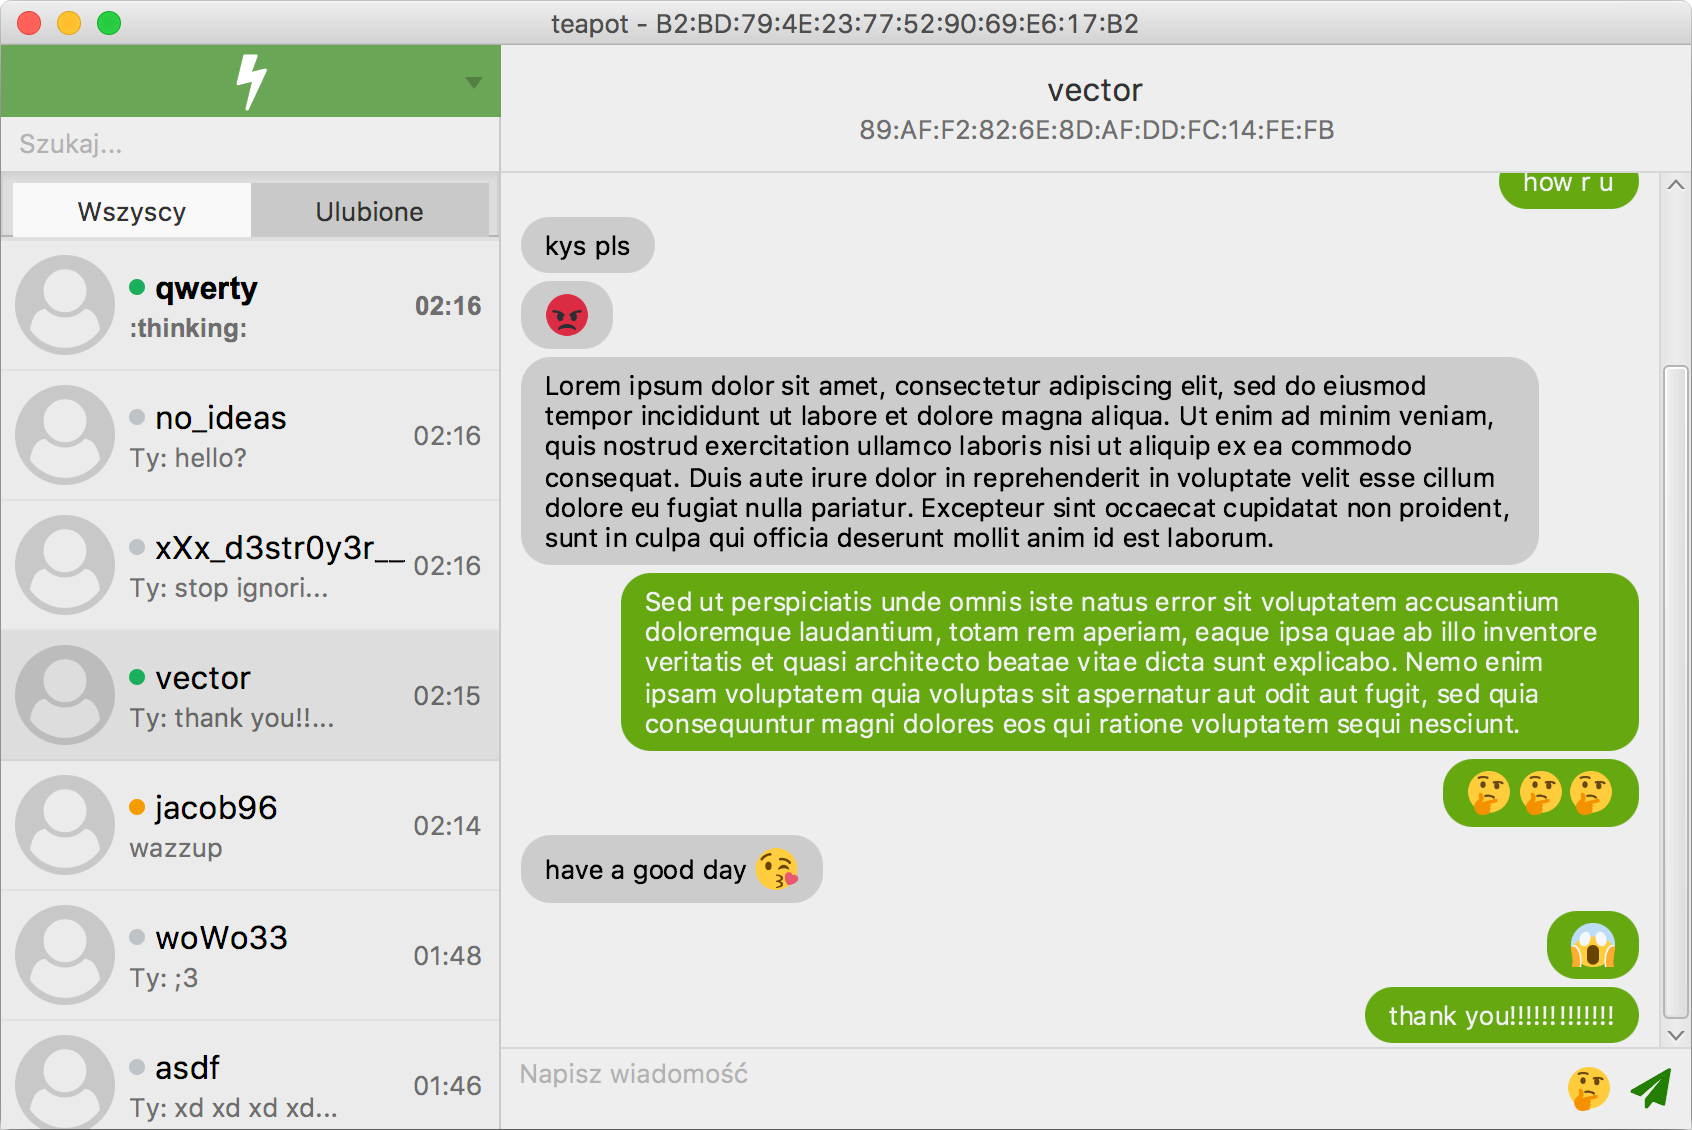 teapot - B2:BD:79:4E:23:77:52:90:69:E6:17:B2
Szukaj...
Wszyscy
Ulubione
qwerty
02:16
:thinking:
no_ideas
02:16
Ty: hello?
xXx_d3str0y3r__
02:16
Ty: stop ignori...
vector
02:15
Ty: thank you!!...
jacob96
02:14
wazzup
woWo33
01:48
Ty: ;3
asdf
01:46
Ty: xd xd xd xd...
vector
89:AF:F2:82:6E:8D:AF:DD:FC:14:FE:FB
how r u
kys pls
😡
Lorem ipsum dolor sit amet, consectetur adipiscing elit, sed do eiusmod
tempor incididunt ut labore et dolore magna aliqua. Ut enim ad minim veniam,
quis nostrud exercitation ullamco laboris nisi ut aliquip ex ea commodo
consequat. Duis aute irure dolor in reprehenderit in voluptate velit esse cillum
dolore eu fugiat nulla pariatur. Excepteur sint occaecat cupidatat non proident,
sunt in culpa qui officia deserunt mollit anim id est laborum.
Sed ut perspiciatis unde omnis iste natus error sit voluptatem accusantium
doloremque laudantium, totam rem aperiam, eaque ipsa quae ab illo inventore
veritatis et quasi architecto beatae vitae dicta sunt explicabo. Nemo enim
ipsam voluptatem quia voluptas sit aspernatur aut odit aut fugit, sed quia
consequuntur magni dolores eos qui ratione voluptatem sequi nesciunt.
🤔🤔🤔
have a good day 😘
😱
thank you!!!!!!!!!!!!!
Napisz wiadomość